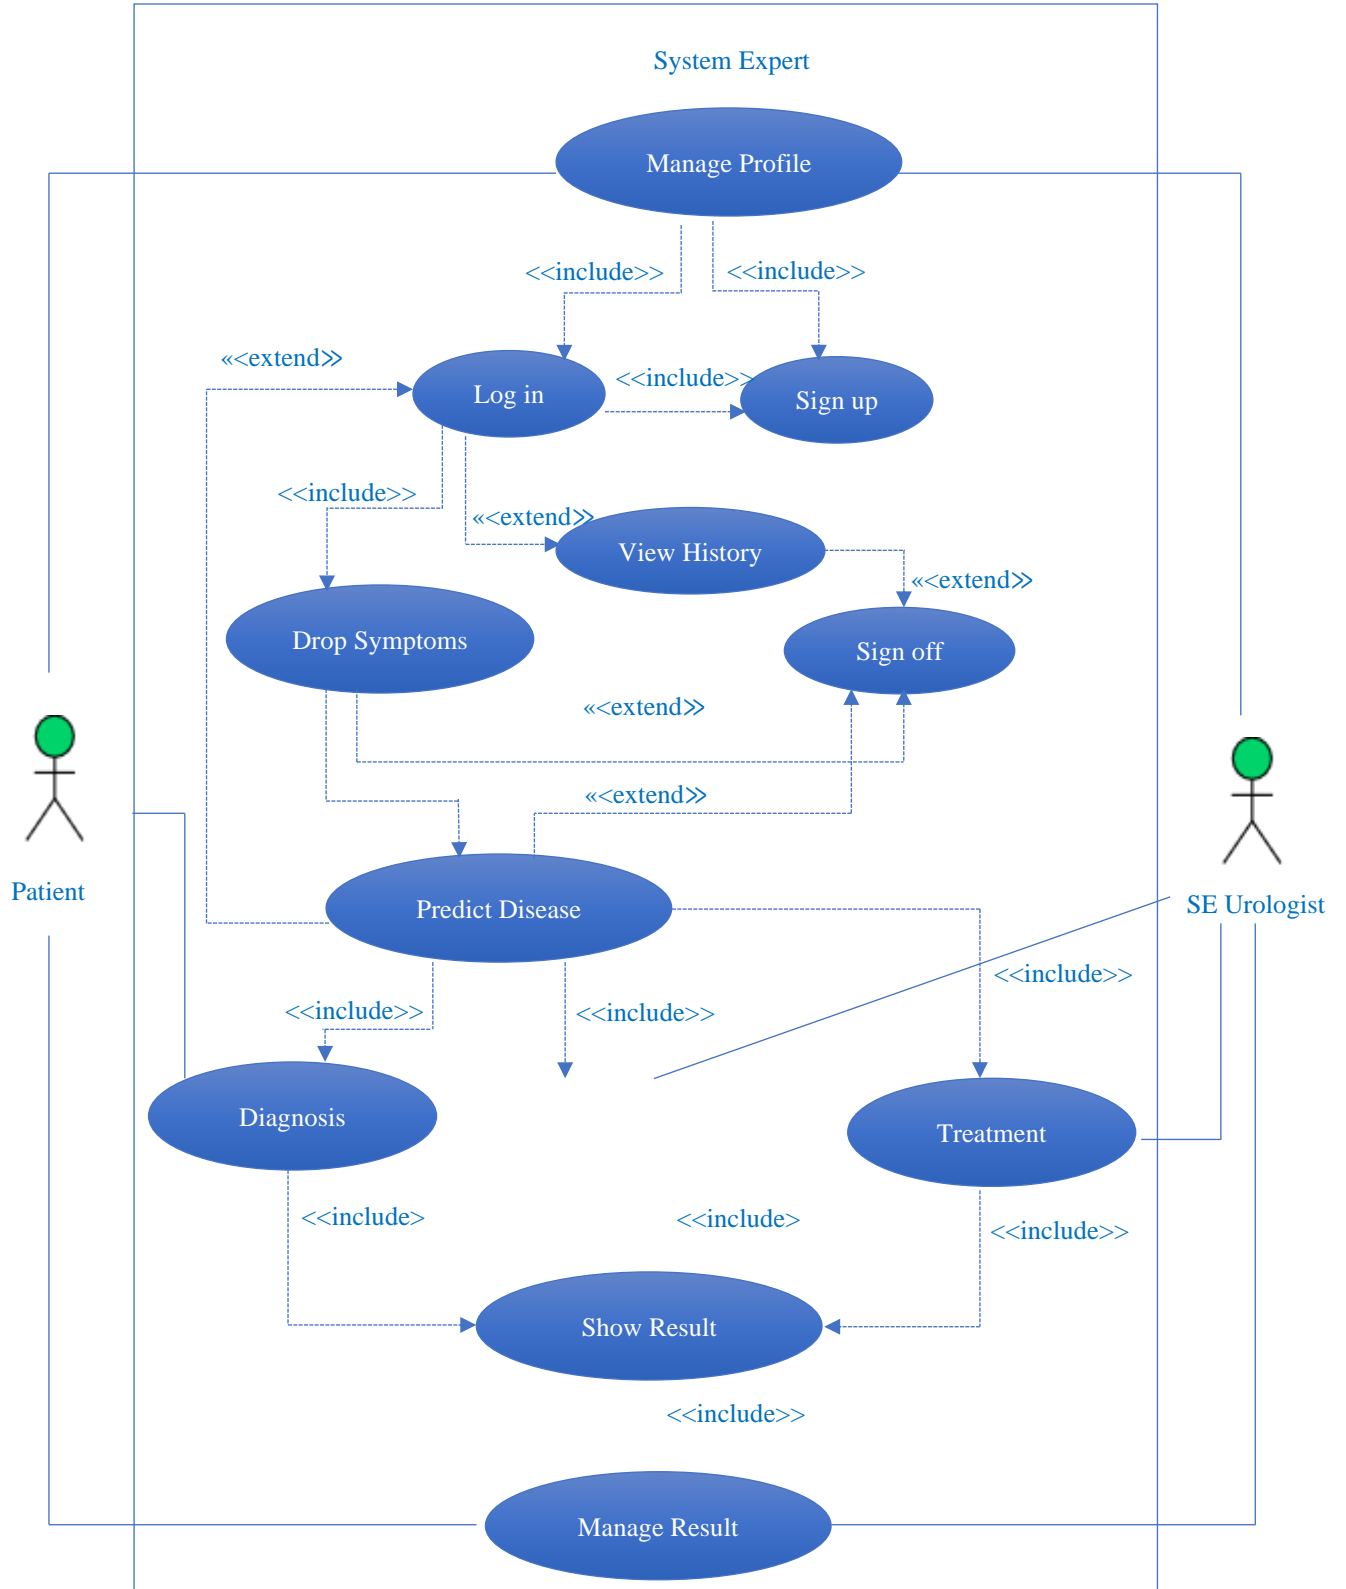 System Expert
Manage Profile
<<include>>
<<include>>
«<extend≫
<<include>>
Log in
Sign up
<<include>>
«<extend≫
View History
«<extend≫
Drop Symptoms
Sign off
«<extend≫
«<extend≫
Patient
SE Urologist
Predict Disease
<<include>>
<<include>>
<<include>>
Diagnosis
Treatment
<<include>
<<include>
<<include>>
Show Result
<<include>>
Manage Result